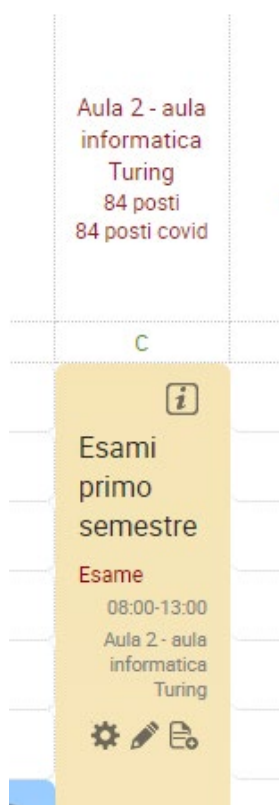 Aula 2 - aula
informatica
Turing
84 posti
84 posti covid
C
i
Esami
primo
semestre
Esame
08:00-13:00
Aula 2 - aula
informatica
Turing